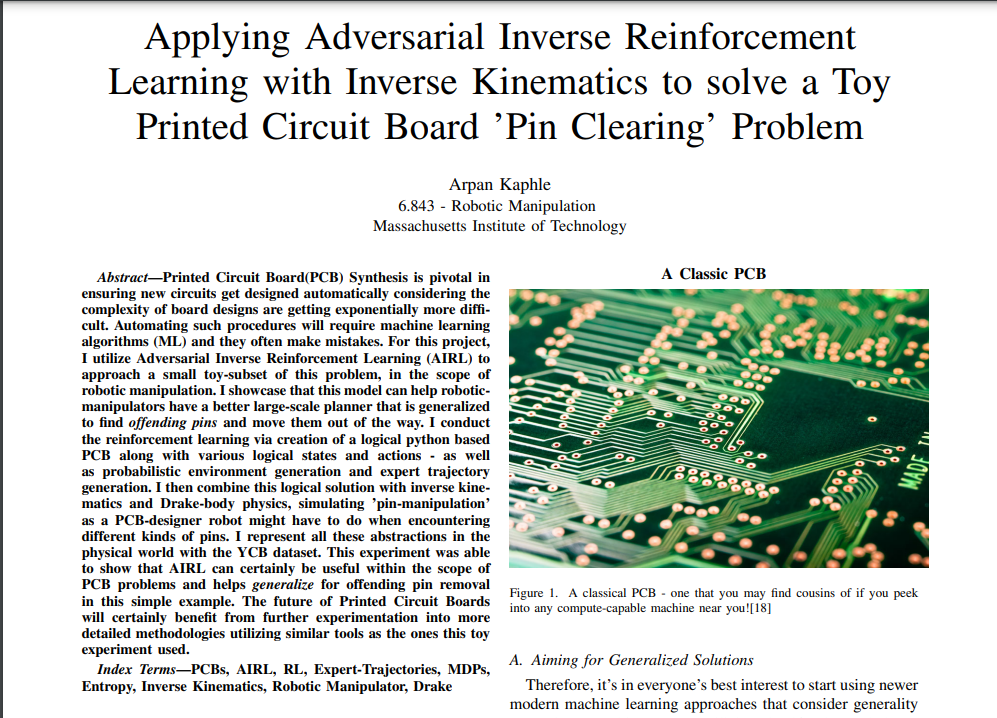 Applying Adversarial Inverse Reinforcement
Learning with Inverse Kinematics to solve a Toy
Printed Circuit Board ’Pin Clearing’ Problem
Arpan Kaphle
6.843 - Robotic Manipulation
Massachusetts Institute of Technology
Abstract—Printed Circuit Board(PCB) Synthesis is pivotal in
ensuring new circuits get designed automatically considering the
complexity of board designs are getting exponentially more diffi-
cult. Automating such procedures will require machine learning
algorithms (ML) and they often make mistakes. For this project,
I utilize Adversarial Inverse Reinforcement Learning (AIRL) to
approach a small toy-subset of this problem, in the scope of
robotic manipulation. I showcase that this model can help robotic-
manipulators have a better large-scale planner that is generalized
to find offending pins and move them out of the way. I conduct
the reinforcement learning via creation of a logical python based
PCB along with various logical states and actions - as well
as probabilistic environment generation and expert trajectory
generation. I then combine this logical solution with inverse kine-
matics and Drake-body physics, simulating ’pin-manipulation’
as a PCB-designer robot might have to do when encountering
different kinds of pins. I represent all these abstractions in the
physical world with the YCB dataset. This experiment was able
to show that AIRL can certainly be useful within the scope of
PCB problems and helps generalize for offending pin removal
in this simple example. The future of Printed Circuit Boards
will certainly benefit from further experimentation into more
detailed methodologies utilizing similar tools as the ones this toy
experiment used.
Index Terms—PCBs, AIRL, RL, Expert-Trajectories, MDPs,
Entropy, Inverse Kinematics, Robotic Manipulator, Drake
A Classic PCB
MADE IN
Figure 1. A classical PCB - one that you may find cousins of if you peek
into any compute-capable machine near you![18]
A. Aiming for Generalized Solutions
Therefore, it’s in everyone’s best interest to start using newer
modern machine learning approaches that consider generality